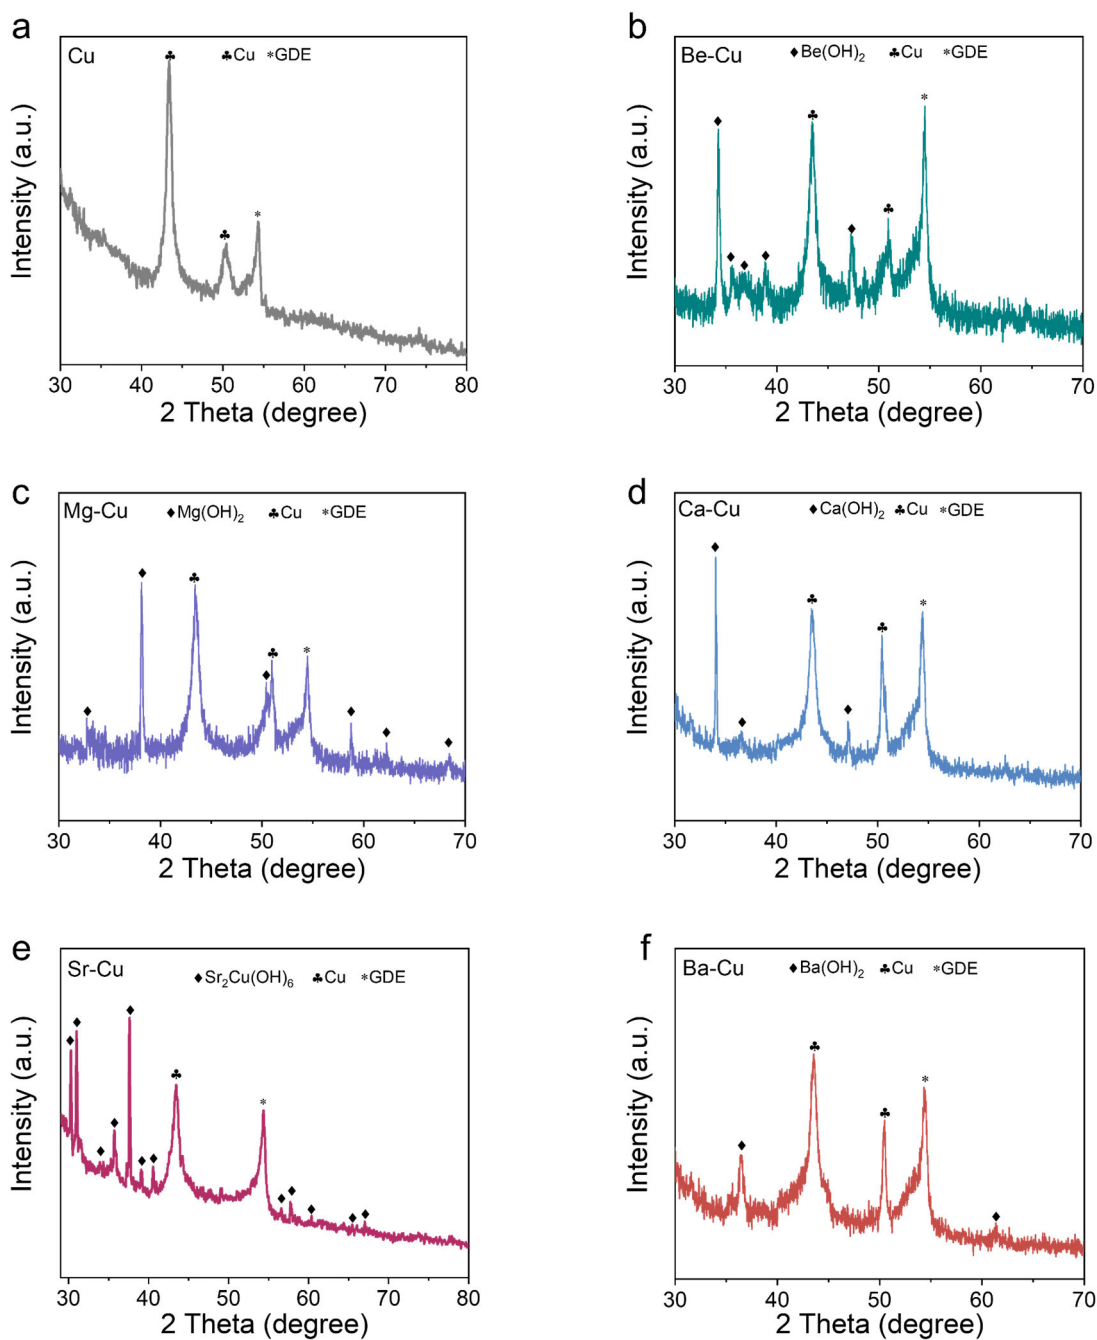 a
Cu
♣Cu *GDE
Intensity (a.u.)
30 40 50 60 70 80
2 Theta (degree)
b
Be-Cu
♦Be(OH)₂ ♣Cu *GDE
Intensity (a.u.)
30 40 50 60 70
2 Theta (degree)
c
Mg-Cu
♦Mg(OH)₂ ♣Cu *GDE
Intensity (a.u.)
30 40 50 60 70
2 Theta (degree)
d
Ca-Cu
♦Ca(OH)₂ ♣Cu *GDE
Intensity (a.u.)
30 40 50 60 70
2 Theta (degree)
e
Sr-Cu
♦Sr₂Cu(OH)₆ ♣Cu *GDE
Intensity (a.u.)
30 40 50 60 70 80
2 Theta (degree)
f
Ba-Cu
♦Ba(OH)₂ ♣Cu *GDE
Intensity (a.u.)
30 40 50 60 70
2 Theta (degree)